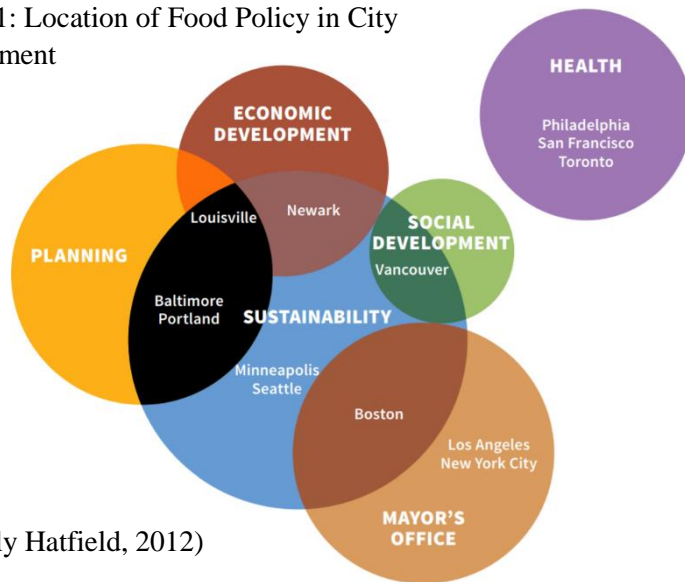 1: Location of Food Policy in City
ment
HEALTH
Philadelphia
San Francisco
Toronto
ECONOMIC
DEVELOPMENT
Louisville
Newark
SOCIAL
DEVELOPMENT
Vancouver
PLANNING
Baltimore
Portland
SUSTAINABILITY
Minneapolis
Seattle
Boston
Los Angeles
New York City
MAYOR'S
OFFICE
ly Hatfield, 2012)